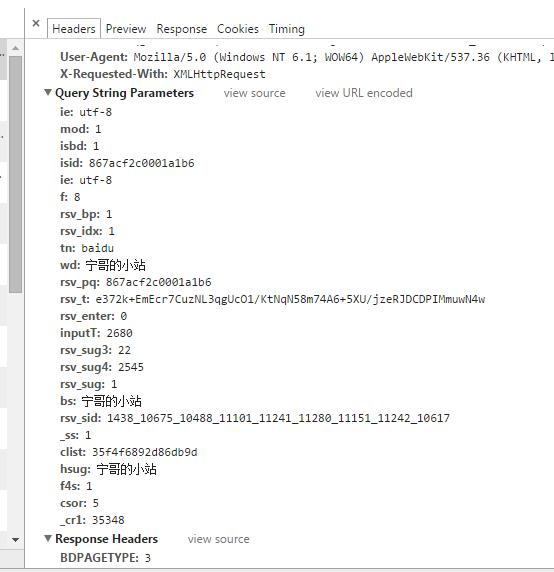 Headers Preview Response Cookies Timing
User-Agent: Mozilla/5.0 (Windows NT 6.1; WOW64) AppleWebKit/537.36 (KHTML, l
X-Requested-With: XMLHttpRequest
Query String Parameters view source view URL encoded
ie: utf-8
mod: 1
isbd: 1
isid: 867acf2c0001a1b6
ie: utf-8
f: 8
rsv_bp: 1
rsv_idx: 1
tn: baidu
wd: 宁哥的小站
rsv_pq: 867acf2c0001a1b6
rsv_t: e372k+EmEcr7CuzNL3qgUcO1/KtNqN58m74A6+5XU/jzeRJDCDPIMmuwN4w
rsv_enter: 0
inputT: 2680
rsv_sug3: 22
rsv_sug4: 2545
rsv_sug: 1
bs: 宁哥的小站
rsv_sid: 1438_10675_10488_11101_11241_11280_11151_11242_10617
_ss: 1
clist: 35f4f6892d86db9d
hsug: 宁哥的小站
f4s: 1
csor: 5
_cr1: 35348
Response Headers view source
BDPAGETYPE: 3